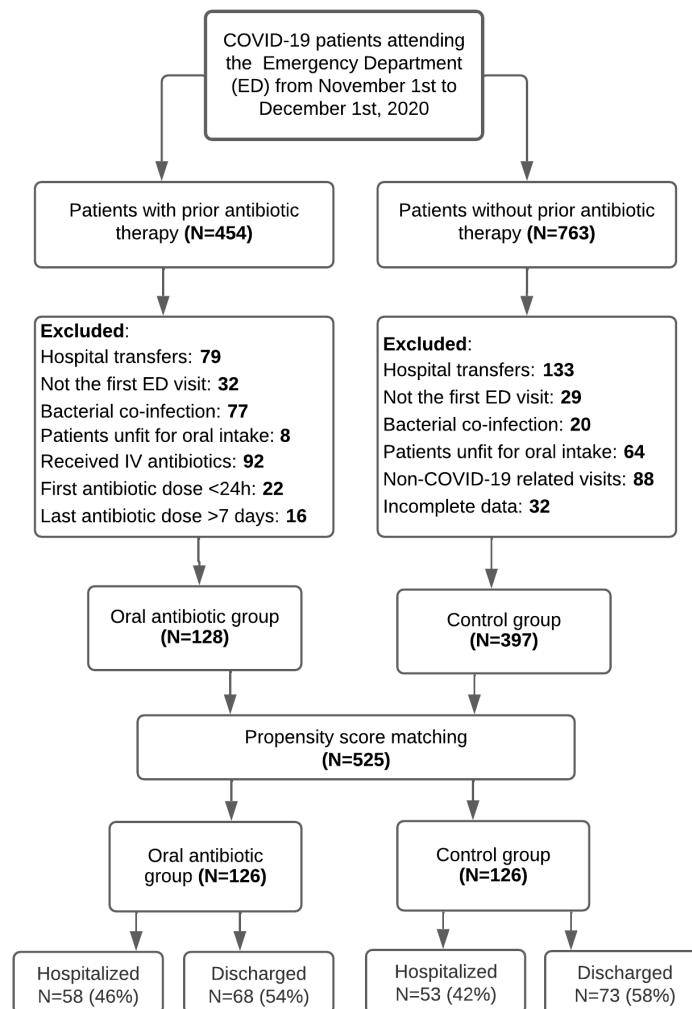 COVID-19 patients attending
the Emergency Department
(ED) from November 1st to
December 1st, 2020
Patients with prior antibiotic
therapy (N=454)
Patients without prior antibiotic
therapy (N=763)
Excluded:
Hospital transfers: 79
Not the first ED visit: 32
Bacterial co-infection: 77
Patients unfit for oral intake: 8
Received IV antibiotics: 92
First antibiotic dose <24h: 22
Last antibiotic dose >7 days: 16
Excluded:
Hospital transfers: 133
Not the first ED visit: 29
Bacterial co-infection: 20
Patients unfit for oral intake: 64
Non-COVID-19 related visits: 88
Incomplete data: 32
Oral antibiotic group
(N=128)
Control group
(N=397)
Propensity score matching
(N=525)
Oral antibiotic
group (N=126)
Control group
(N=126)
Hospitalized
N=58 (46%)
Discharged
N=68 (54%)
Hospitalized
N=53 (42%)
Discharged
N=73 (58%)